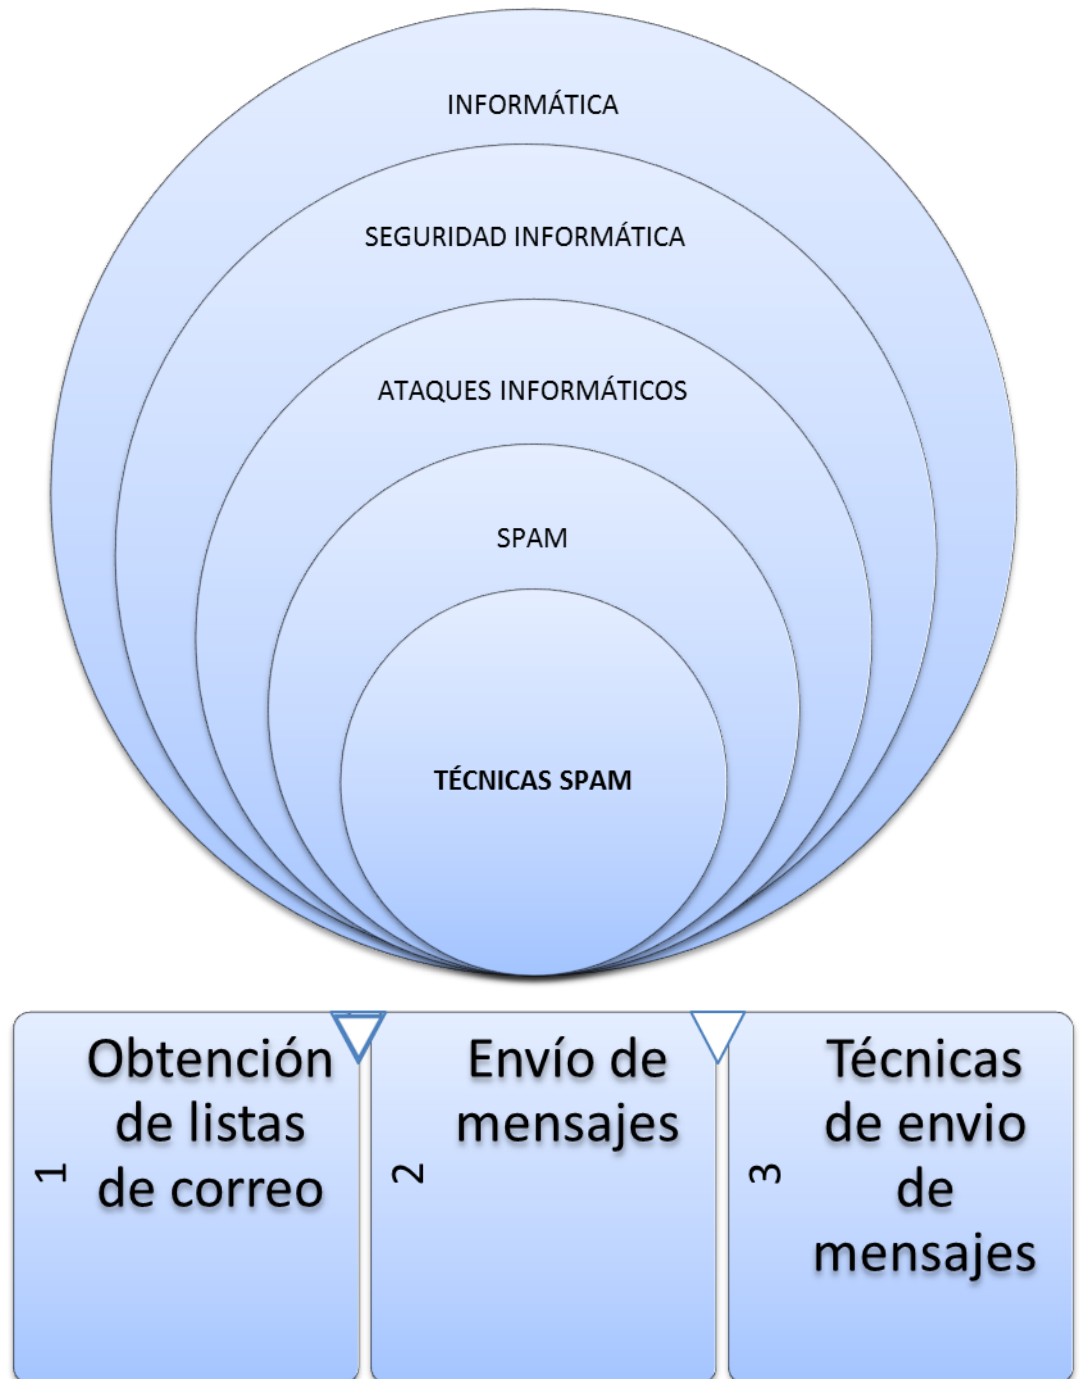 INFORMÁTICA
SEGURIDAD INFORMÁTICA
ATAQUES INFORMÁTICOS
SPAM
TÉCNICAS SPAM
1
Obtención
de listas
de correo
2
Envío de
mensajes
3
Técnicas
de envio
de
mensajes